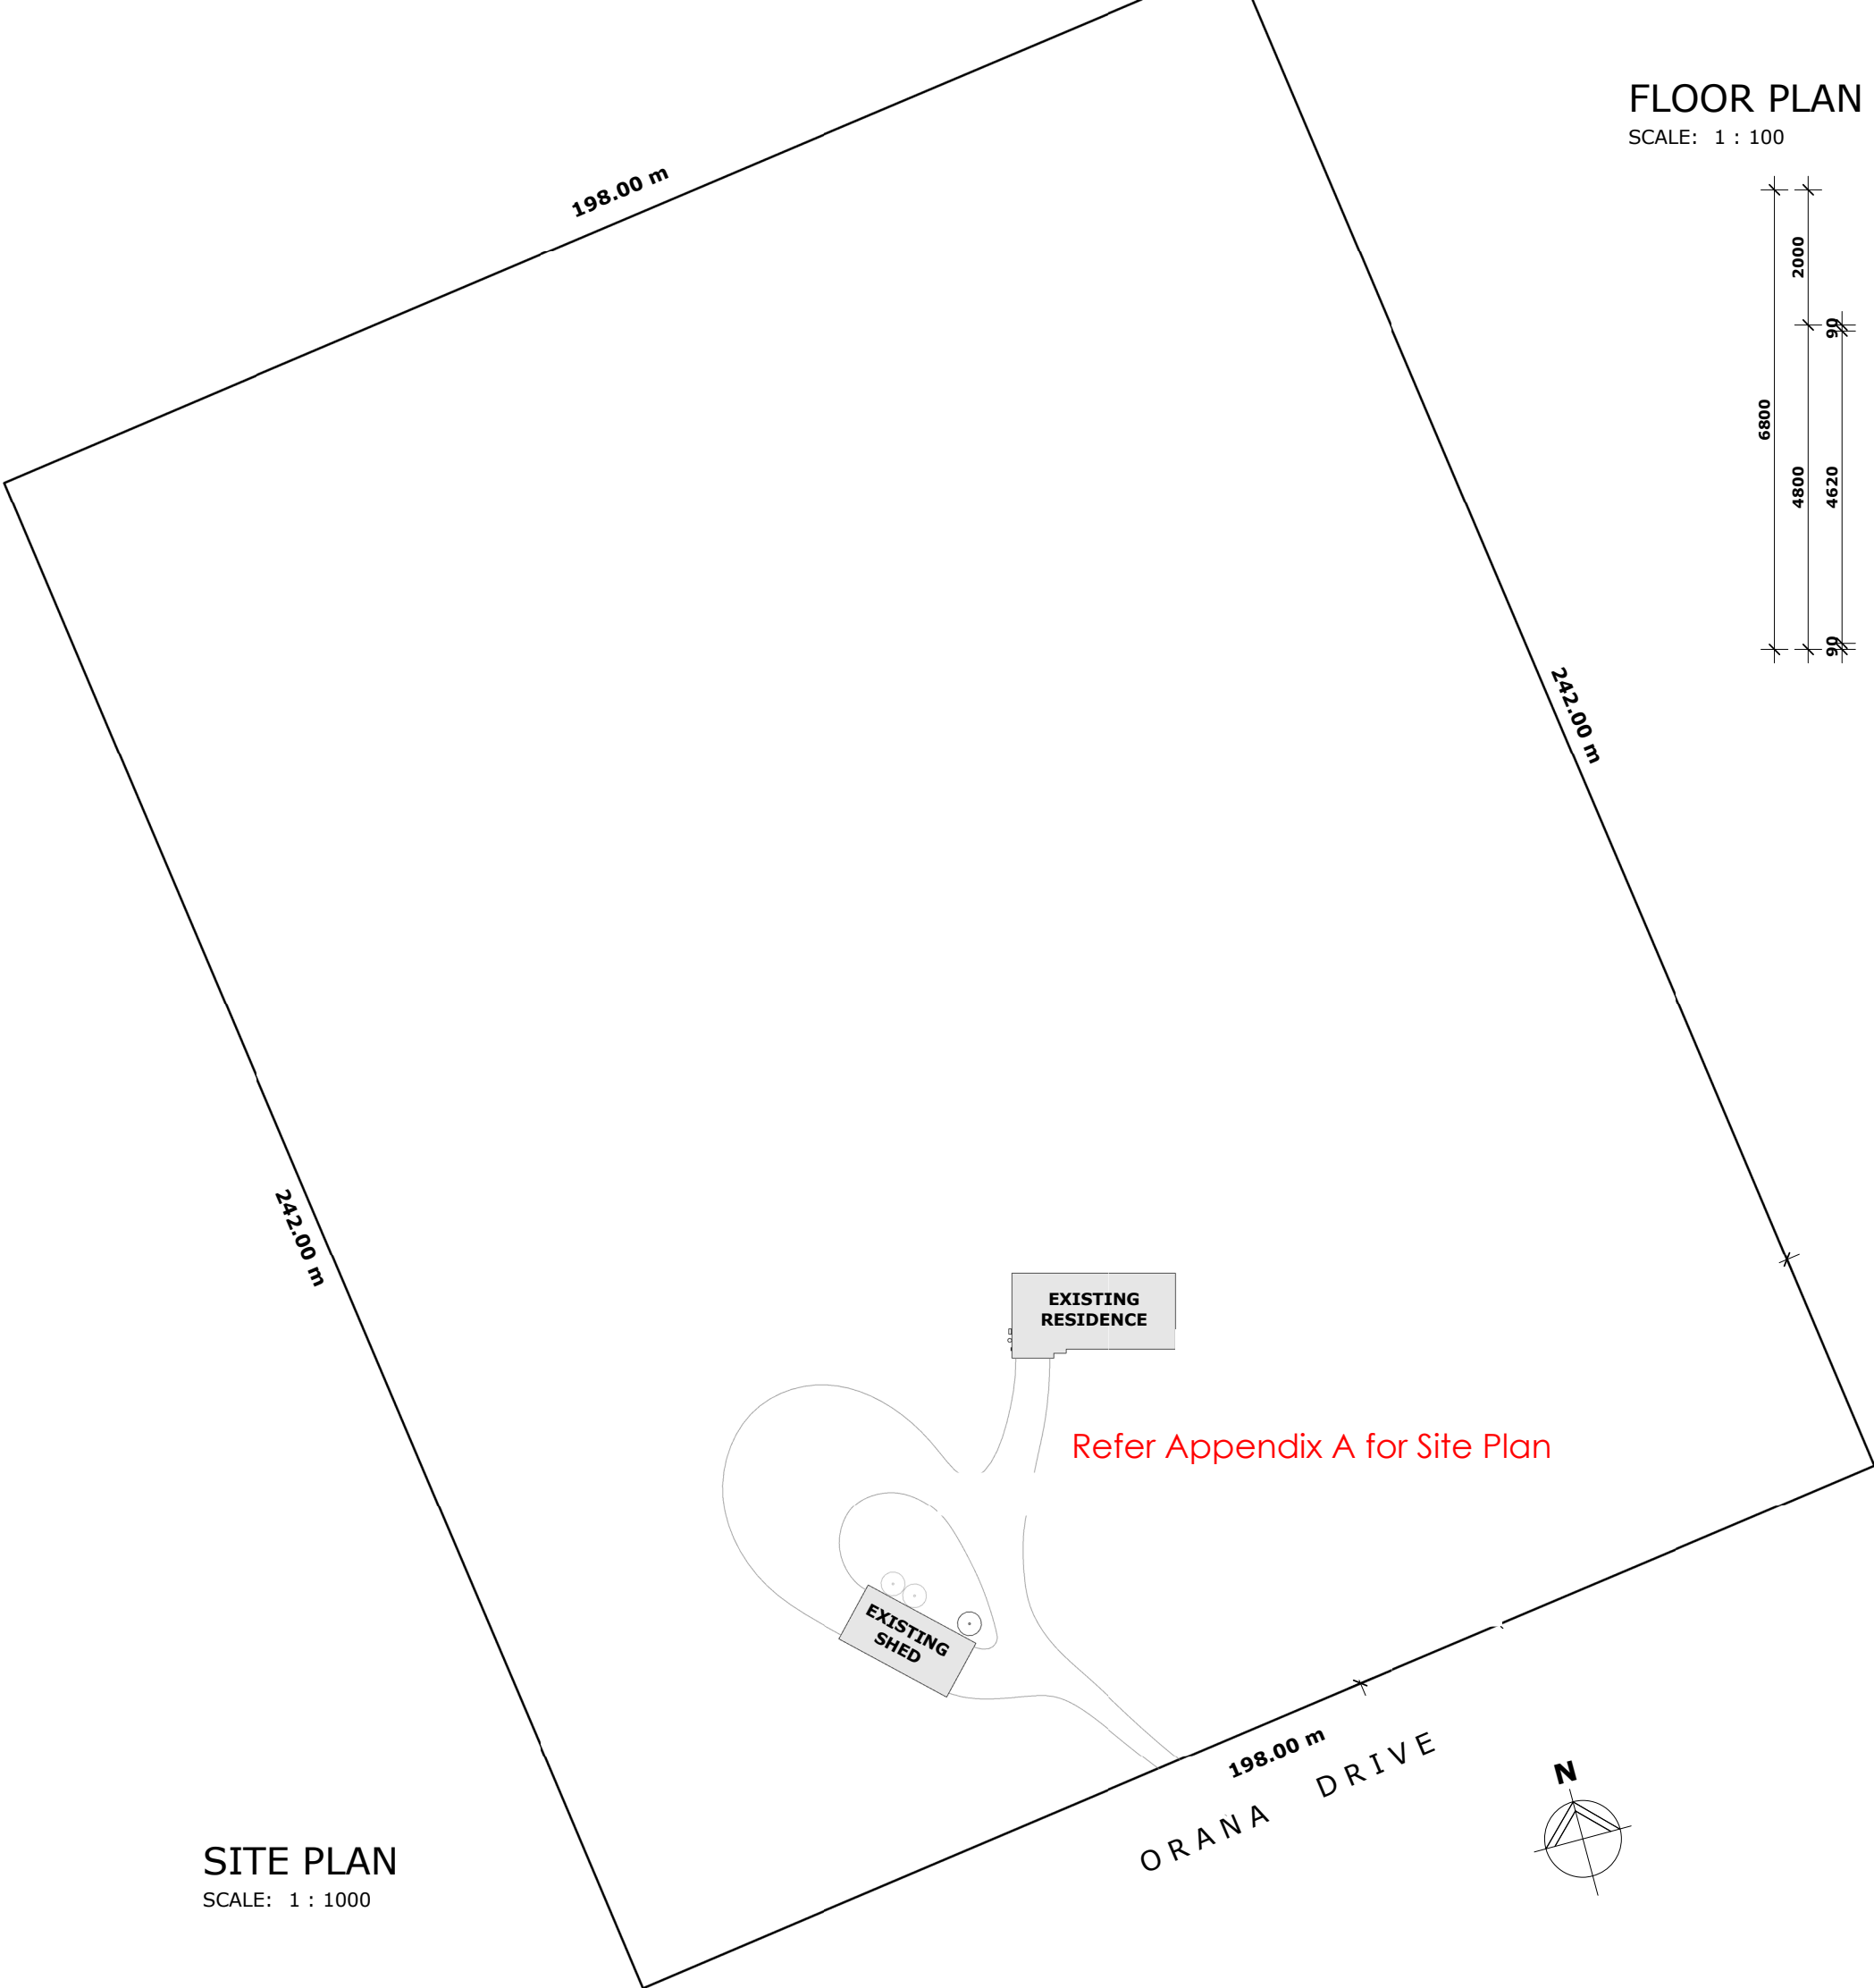 FLOOR PLAN
SCALE: 1 : 100
198.00 m
2000
90
6800
4800
4620
90
242.00 m
242.00 m
EXISTING
RESIDENCE
Refer Appendix A for Site Plan
EXISTING
SHED
198.00 m
ORANA DRIVE
N
SITE PLAN
SCALE: 1 : 1000